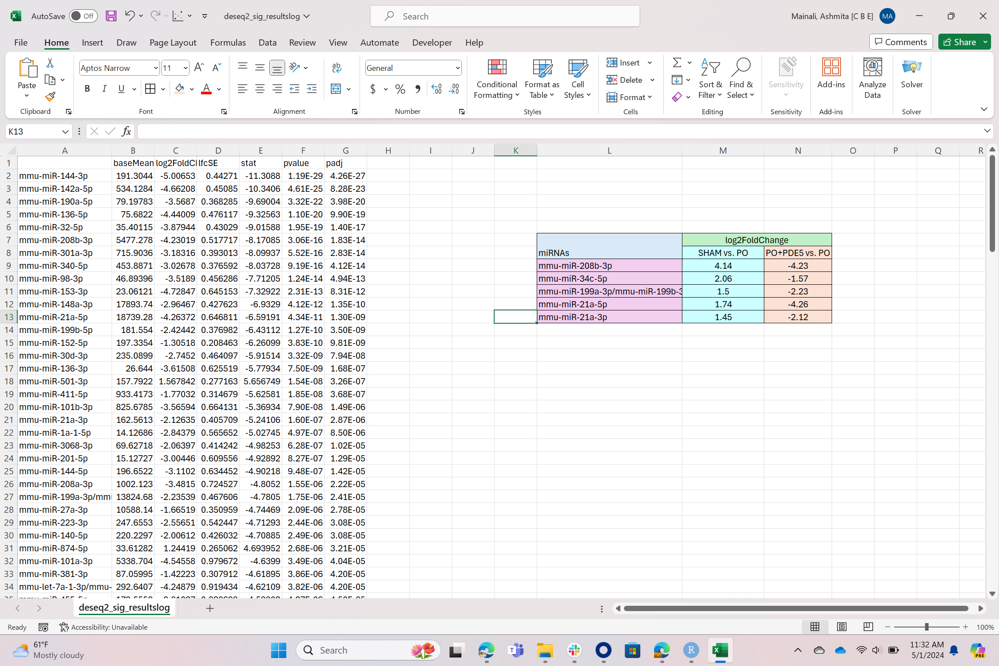 AutoSave Off deseq2_sig_resultslog Search Mainali, Ashmita [C B E] MA
File Home Insert Draw Page Layout Formulas Data Review View Automate Developer Help Comments Share
Paste
Clipboard
Aptos Narrow 11
B I U A
Font
ab
Alignment
General
$ % 9
Number
Conditional Formatting
Format as Table
Cell Styles
Styles
Insert
Delete
Format
Cells
Sort & Filter
Find & Select
Editing
Sensitivity
Sensitivity
Add-ins
Add-ins
Analyze Data
Solver
Solver
K13 fx
A B C D E F G H I J K L M N O P Q R
1 baseMean log2FoldCl lfcSE stat pvalue padj
2 mmu-miR-144-3p 191.3044 -5.00653 0.44271 -11.3088 1.19E-29 4.26E-27
3 mmu-miR-142a-5p 534.1284 -4.66208 0.45085 -10.3406 4.61E-25 8.28E-23
4 mmu-miR-190a-5p 79.19783 -3.5687 0.368285 -9.69004 3.32E-22 3.98E-20
5 mmu-miR-136-5p 75.6822 -4.44009 0.476117 -9.32563 1.10E-20 9.90E-19
6 mmu-miR-32-5p 35.40115 -3.87944 0.43029 -9.01588 1.95E-19 1.40E-17
7 mmu-miR-208b-3p 5477.278 -4.23019 0.517717 -8.17085 3.06E-16 1.83E-14 log2FoldChange
8 mmu-miR-301a-3p 715.9036 -3.18316 0.393013 -8.09937 5.52E-16 2.83E-14 miRNAs SHAM vs. PO PO+PDE5 vs. PO
9 mmu-miR-340-5p 453.8871 -3.02678 0.376592 -8.03728 9.19E-16 4.12E-14 mmu-miR-208b-3p 4.14 -4.23
10 mmu-miR-98-3p 46.89396 -3.5189 0.456286 -7.71205 1.24E-14 4.94E-13 mmu-miR-34c-5p 2.06 -1.57
11 mmu-miR-153-3p 23.06121 -4.72847 0.645153 -7.32922 2.31E-13 8.31E-12 mmu-miR-199a-3p/mmu-miR-199b-3 1.5 -2.23
12 mmu-miR-148a-3p 17893.74 -2.96467 0.427623 -6.9329 4.12E-12 1.35E-10 mmu-miR-21a-5p 1.74 -4.26
13 mmu-miR-21a-5p 18739.28 -4.26372 0.646811 -6.59191 4.34E-11 1.30E-09 mmu-miR-21a-3p 1.45 -2.12
14 mmu-miR-199b-5p 181.554 -2.42442 0.376982 -6.43112 1.27E-10 3.50E-09
15 mmu-miR-152-5p 197.3354 -1.30518 0.208463 -6.26099 3.83E-10 9.81E-09
16 mmu-miR-30d-3p 235.0899 -2.7452 0.464097 -5.91514 3.32E-09 7.94E-08
17 mmu-miR-136-3p 26.644 -3.61508 0.625519 -5.77934 7.50E-09 1.68E-07
18 mmu-miR-501-3p 157.7922 1.567842 0.277163 5.656749 1.54E-08 3.26E-07
19 mmu-miR-411-5p 933.4173 -1.77032 0.314679 -5.62581 1.85E-08 3.68E-07
20 mmu-miR-101b-3p 825.6785 -3.56594 0.664131 -5.36934 7.90E-08 1.49E-06
21 mmu-miR-21a-3p 162.5613 -2.12635 0.405709 -5.24106 1.60E-07 2.87E-06
22 mmu-miR-1a-1-5p 14.12686 -2.84379 0.565652 -5.02745 4.97E-07 8.50E-06
23 mmu-miR-3068-3p 69.62718 -2.06397 0.414242 -4.98253 6.28E-07 1.02E-05
24 mmu-miR-201-5p 15.12727 -3.00446 0.609556 -4.92892 8.27E-07 1.29E-05
25 mmu-miR-144-5p 196.6522 -3.1102 0.634452 -4.90218 9.48E-07 1.42E-05
26 mmu-miR-208a-3p 1002.123 -3.4815 0.724527 -4.8052 1.55E-06 2.22E-05
27 mmu-miR-199a-3p/mm 13824.68 -2.23539 0.467606 -4.7805 1.75E-06 2.41E-05
28 mmu-miR-27a-3p 10588.14 -1.66519 0.350959 -4.74469 2.09E-06 2.78E-05
29 mmu-miR-223-3p 247.6553 -2.55651 0.542447 -4.71293 2.44E-06 3.08E-05
30 mmu-miR-140-5p 220.2297 -2.00612 0.426032 -4.70885 2.49E-06 3.08E-05
31 mmu-miR-874-5p 33.61282 1.24419 0.265062 4.693952 2.68E-06 3.21E-05
32 mmu-miR-101a-3p 5338.704 -4.54558 0.979672 -4.6399 3.49E-06 4.04E-05
33 mmu-miR-381-3p 87.05995 -1.42223 0.307912 -4.61895 3.86E-06 4.20E-05
34 mmu-let-7a-1-3p/mmu- 292.6407 -4.24879 0.919434 -4.62109 3.82E-06 4.20E-05
deseq2_sig_resultslog
Ready Accessibility: Unavailable 100%
61°F
Mostly cloudy
Search
11:32 AM
5/1/2024
PRE